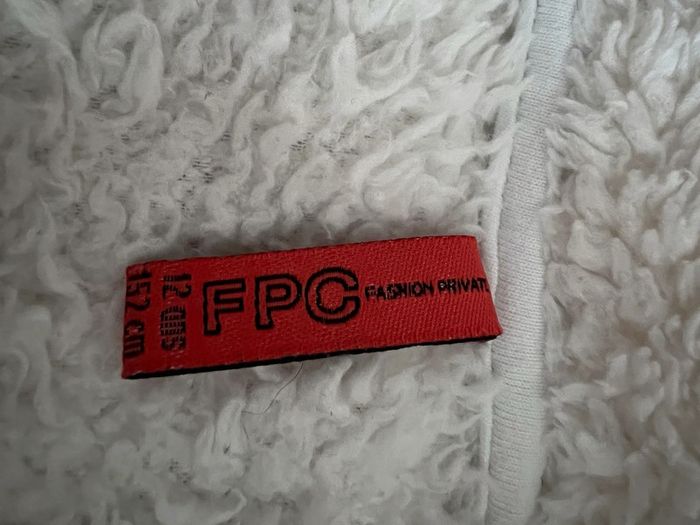 FPC FASHION PRIVAT
12 ans
152 cm